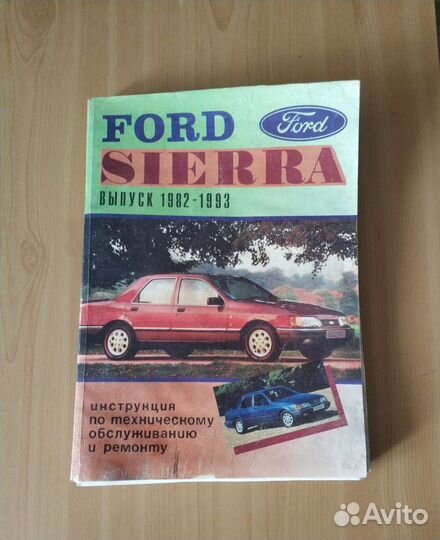 FORD
Ford
SIERRA
ВЫПУСК 1982-1993
инструкция
по техническому
обслуживанию
и ремонту
Avito